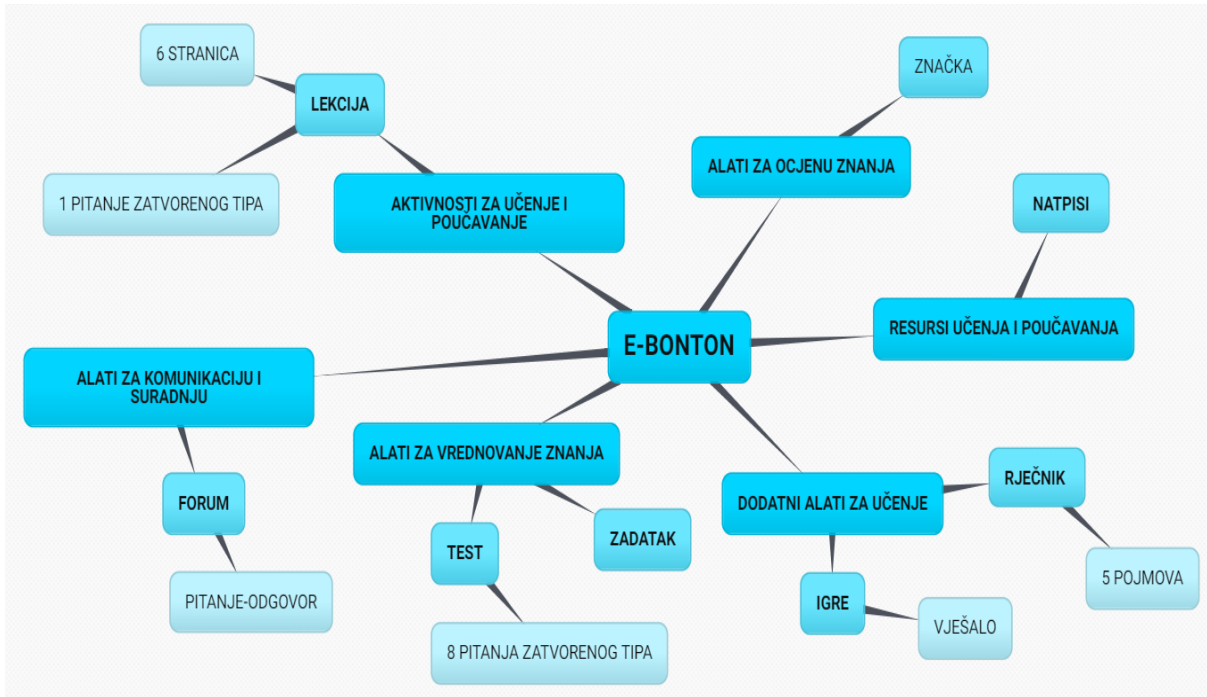 6 STRANICA
LEKCIJA
1 PITANJE ZATVORENOG TIPA
AKTIVNOSTI ZA UČENJE I
POUČAVANJE
ZNAČKA
ALATI ZA OCJENU ZNANJA
NATPISI
RESURSI UČENJA I POUČAVANJA
E-BONTON
ALATI ZA KOMUNIKACIJU I
SURADNJU
FORUM
PITANJE-ODGOVOR
ALATI ZA VREDNOVANJE ZNANJA
TEST
ZADATAK
8 PITANJA ZATVORENOG TIPA
DODATNI ALATI ZA UČENJE
RJEČNIK
5 POJMOVA
IGRE
VJEŠALO